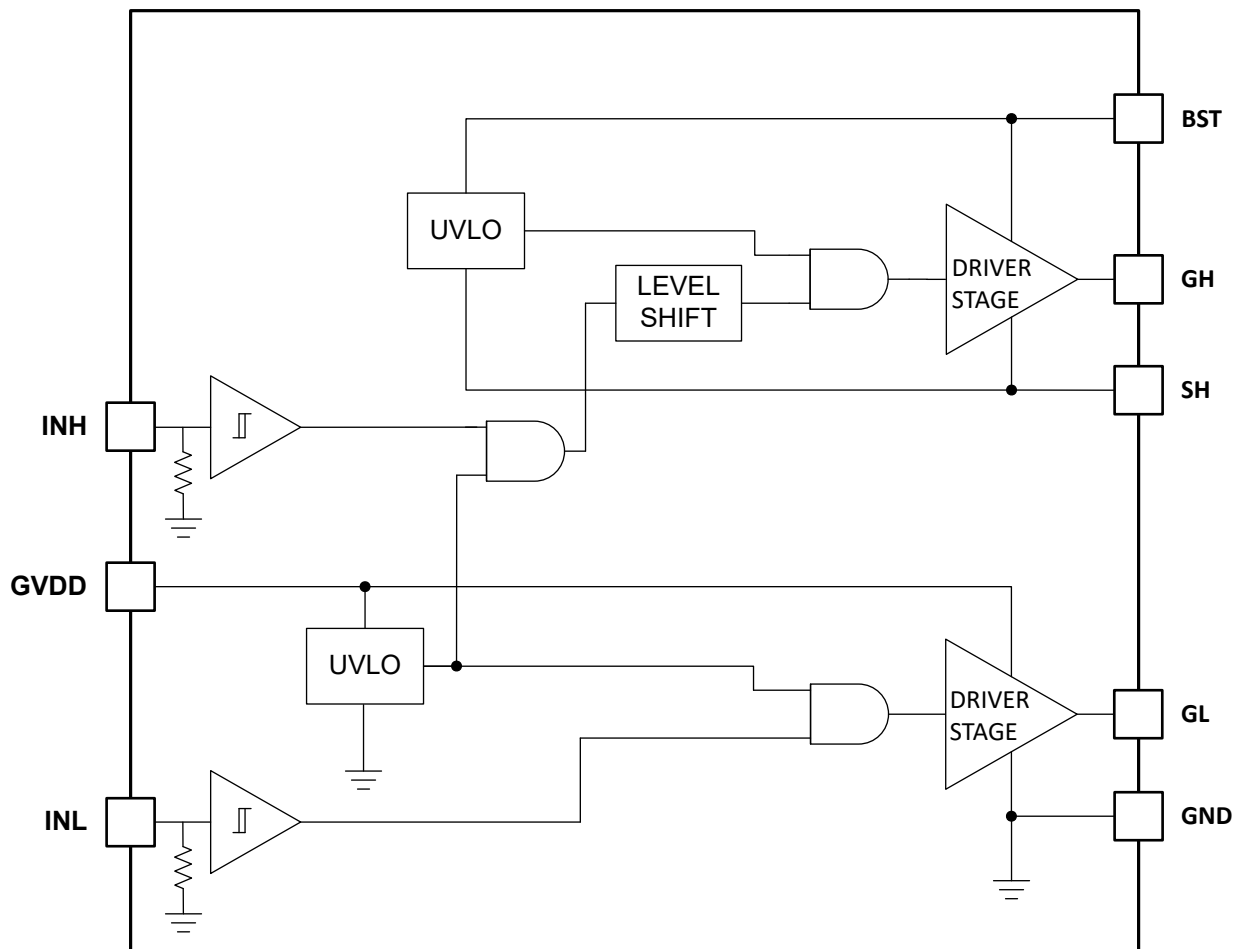 BST
UVLO
DRIVER
STAGE
GH
LEVEL
SHIFT
SH
INH
GVDD
UVLO
DRIVER
STAGE
GL
INL
GND